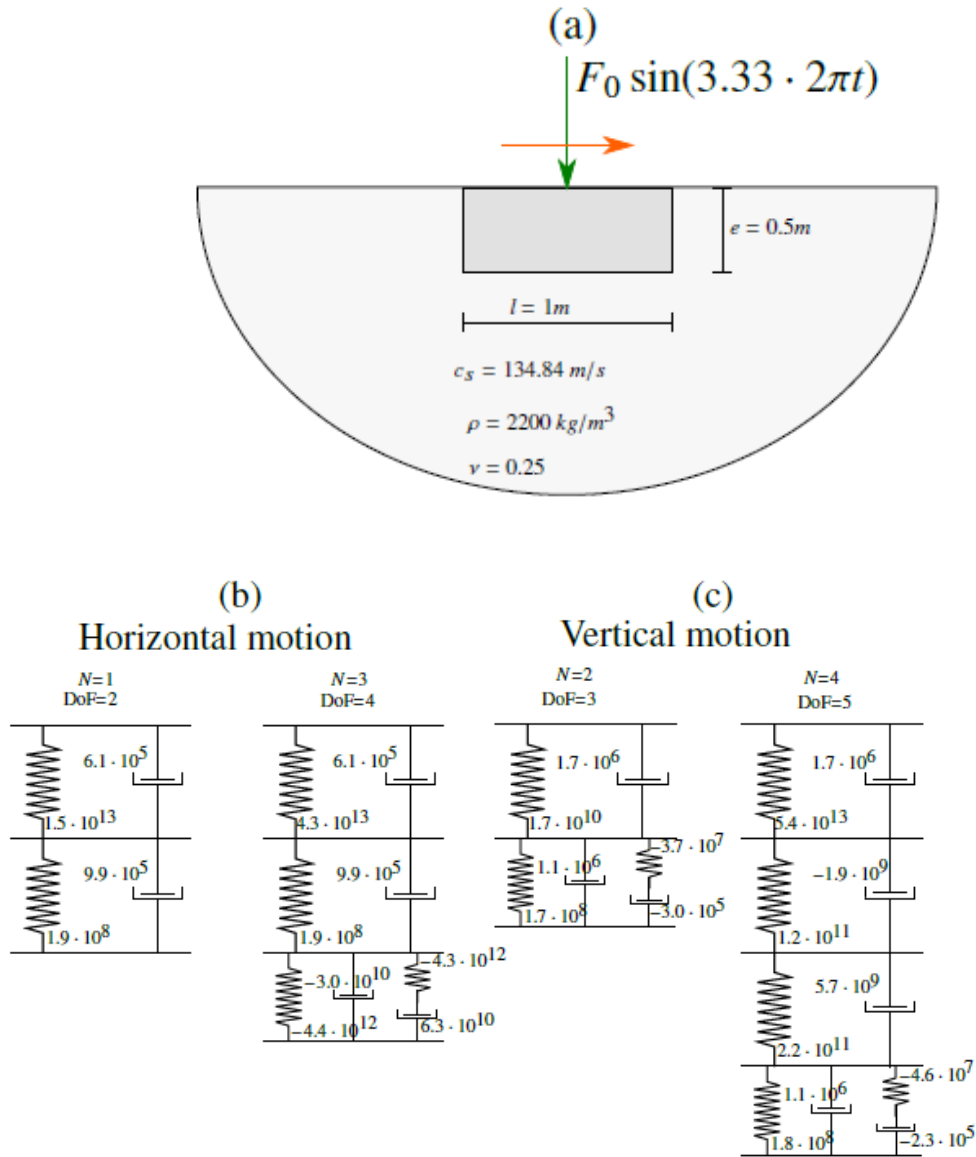 (a)
F₀ sin(3.33 · 2πt)
e = 0.5m
l = 1m
c_s = 134.84 m/s
ρ = 2200 kg/m³
ν = 0.25
(b)
Horizontal motion
N=1
DoF=2
6.1 · 10⁵
1.5 · 10¹³
9.9 · 10⁵
1.9 · 10⁸
N=3
DoF=4
6.1 · 10⁵
4.3 · 10¹³
9.9 · 10⁵
1.9 · 10⁸
−4.3 · 10¹²
−3.0 · 10¹⁰
−4.4 · 10¹²
6.3 · 10¹⁰
(c)
Vertical motion
N=2
DoF=3
1.7 · 10⁶
1.7 · 10¹⁰
−3.7 · 10⁷
1.1 · 10⁶
1.7 · 10⁸
−3.0 · 10⁵
N=4
DoF=5
1.7 · 10⁶
5.4 · 10¹³
−1.9 · 10⁹
1.2 · 10¹¹
5.7 · 10⁹
2.2 · 10¹¹
−4.6 · 10⁷
1.1 · 10⁶
1.8 · 10⁸
−2.3 · 10⁵